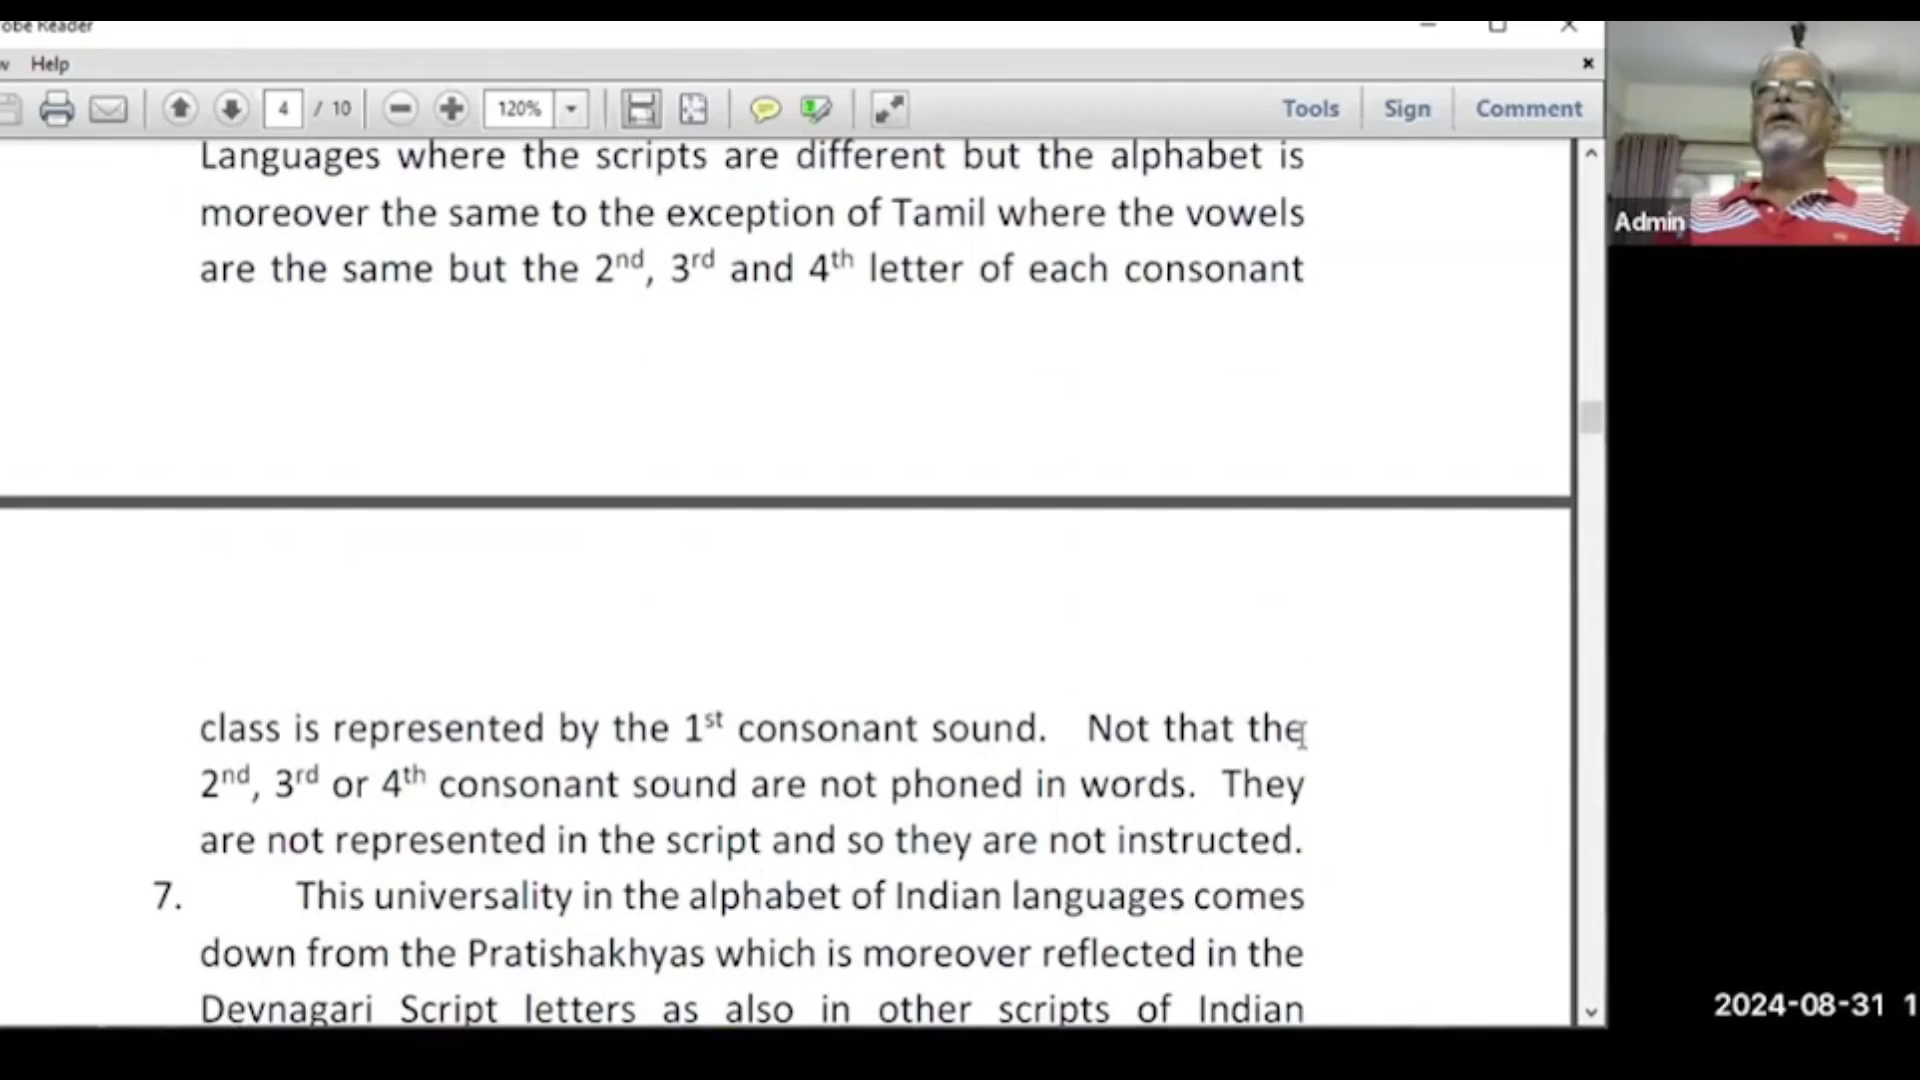 obe Reader
w Help
4 / 10 120% Tools Sign Comment
Languages where the scripts are different but the alphabet is
moreover the same to the exception of Tamil where the vowels
are the same but the 2nd, 3rd and 4th letter of each consonant
class is represented by the 1st consonant sound. Not that the
2nd, 3rd or 4th consonant sound are not phoned in words. They
are not represented in the script and so they are not instructed.
7. This universality in the alphabet of Indian languages comes
down from the Pratishakhyas which is moreover reflected in the
Devnagari Script letters as also in other scripts of Indian
Admin
2024-08-31 1